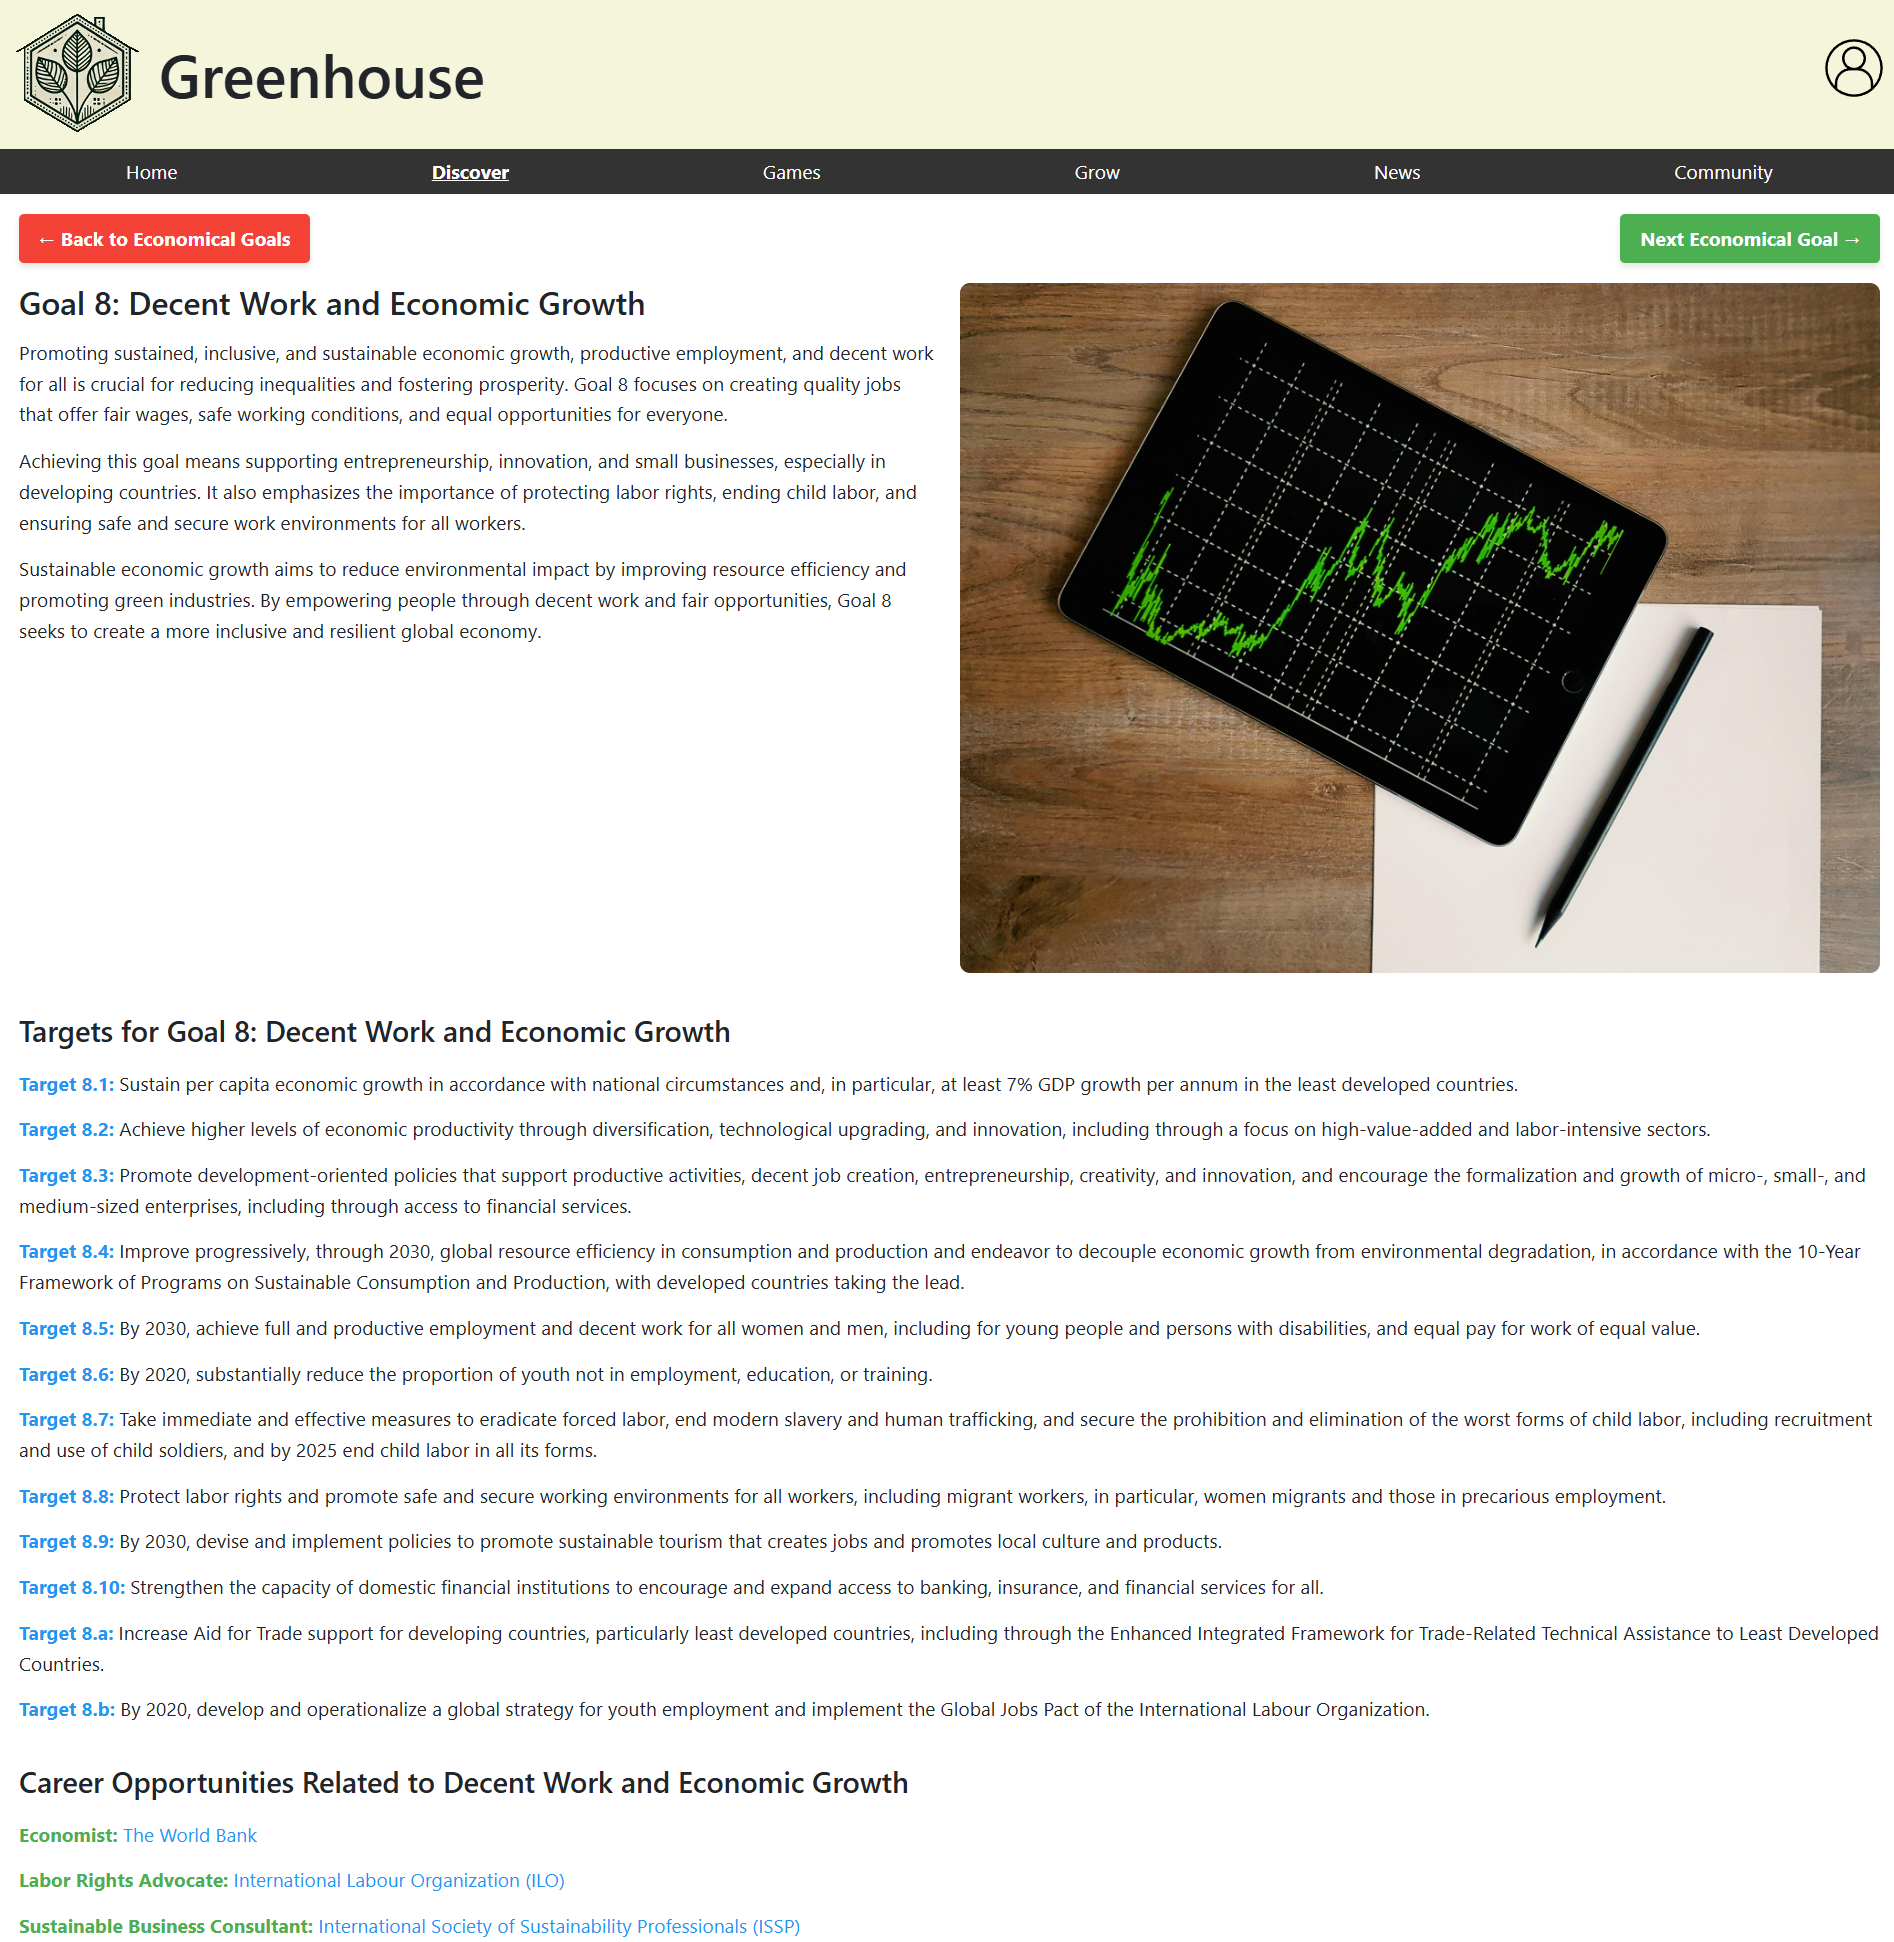 Greenhouse
Home Discover Games Grow News Community
← Back to Economical Goals
Next Economical Goal →
Goal 8: Decent Work and Economic Growth
Promoting sustained, inclusive, and sustainable economic growth, productive employment, and decent work
for all is crucial for reducing inequalities and fostering prosperity. Goal 8 focuses on creating quality jobs
that offer fair wages, safe working conditions, and equal opportunities for everyone.
Achieving this goal means supporting entrepreneurship, innovation, and small businesses, especially in
developing countries. It also emphasizes the importance of protecting labor rights, ending child labor, and
ensuring safe and secure work environments for all workers.
Sustainable economic growth aims to reduce environmental impact by improving resource efficiency and
promoting green industries. By empowering people through decent work and fair opportunities, Goal 8
seeks to create a more inclusive and resilient global economy.
Targets for Goal 8: Decent Work and Economic Growth
Target 8.1: Sustain per capita economic growth in accordance with national circumstances and, in particular, at least 7% GDP growth per annum in the least developed countries.
Target 8.2: Achieve higher levels of economic productivity through diversification, technological upgrading, and innovation, including through a focus on high-value-added and labor-intensive sectors.
Target 8.3: Promote development-oriented policies that support productive activities, decent job creation, entrepreneurship, creativity, and innovation, and encourage the formalization and growth of micro-, small-, and
medium-sized enterprises, including through access to financial services.
Target 8.4: Improve progressively, through 2030, global resource efficiency in consumption and production and endeavor to decouple economic growth from environmental degradation, in accordance with the 10-Year
Framework of Programs on Sustainable Consumption and Production, with developed countries taking the lead.
Target 8.5: By 2030, achieve full and productive employment and decent work for all women and men, including for young people and persons with disabilities, and equal pay for work of equal value.
Target 8.6: By 2020, substantially reduce the proportion of youth not in employment, education, or training.
Target 8.7: Take immediate and effective measures to eradicate forced labor, end modern slavery and human trafficking, and secure the prohibition and elimination of the worst forms of child labor, including recruitment
and use of child soldiers, and by 2025 end child labor in all its forms.
Target 8.8: Protect labor rights and promote safe and secure working environments for all workers, including migrant workers, in particular, women migrants and those in precarious employment.
Target 8.9: By 2030, devise and implement policies to promote sustainable tourism that creates jobs and promotes local culture and products.
Target 8.10: Strengthen the capacity of domestic financial institutions to encourage and expand access to banking, insurance, and financial services for all.
Target 8.a: Increase Aid for Trade support for developing countries, particularly least developed countries, including through the Enhanced Integrated Framework for Trade-Related Technical Assistance to Least Developed
Countries.
Target 8.b: By 2020, develop and operationalize a global strategy for youth employment and implement the Global Jobs Pact of the International Labour Organization.
Career Opportunities Related to Decent Work and Economic Growth
Economist: The World Bank
Labor Rights Advocate: International Labour Organization (ILO)
Sustainable Business Consultant: International Society of Sustainability Professionals (ISSP)